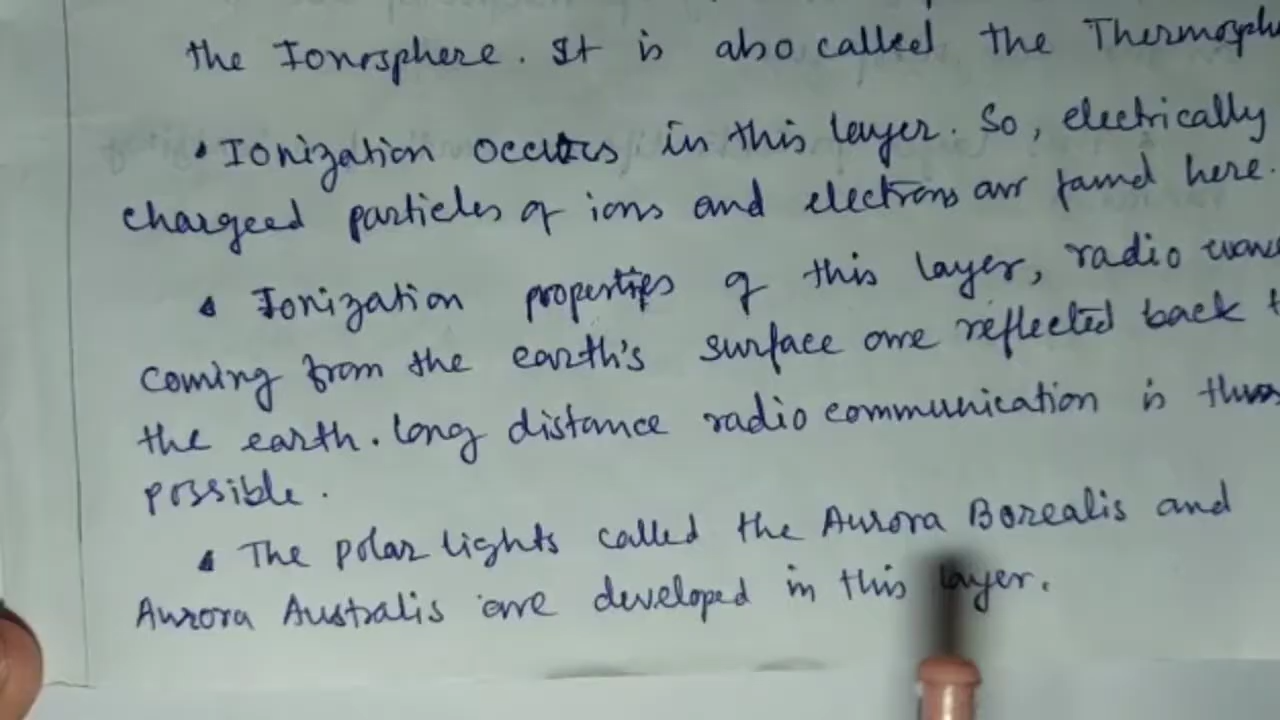 the Ionosphere. It is also called the Thermosphe
• Ionization occurs in this layer. So, electrically
chargeed particles of ions and electrons are found here.
• Ionization properties of this layer, radio wave
coming from the earth's surface are reflected back t
the earth. long distance radio communication is thus
possible.
• The polar lights called the Aurora Borealis and
Aurora Australis are developed in this layer.